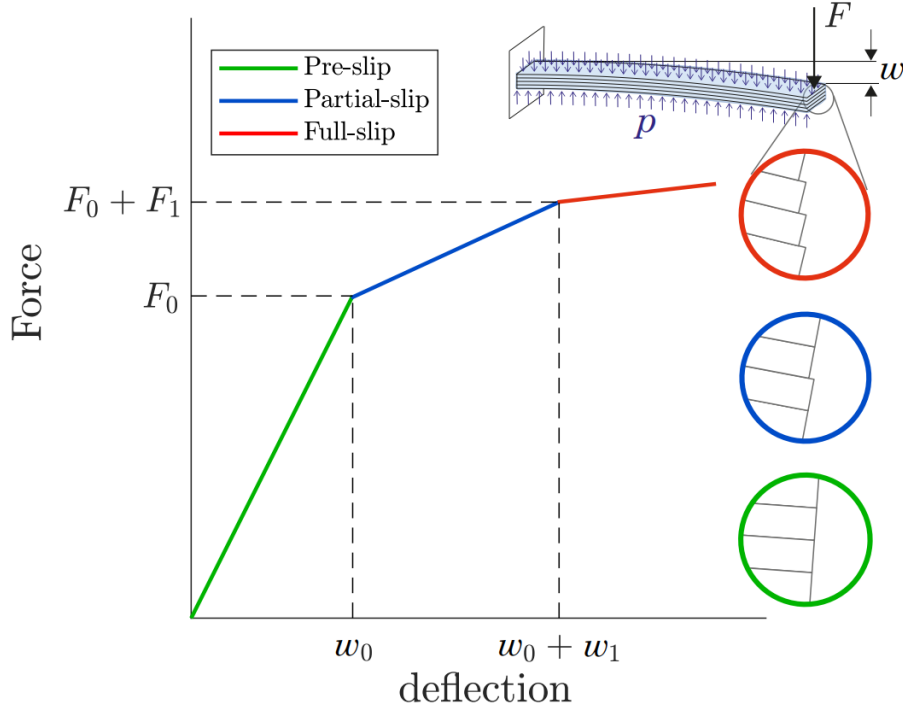 F
w
p
Pre-slip
Partial-slip
Full-slip
F₀ + F₁
F₀
Force
w₀
w₀ + w₁
deflection